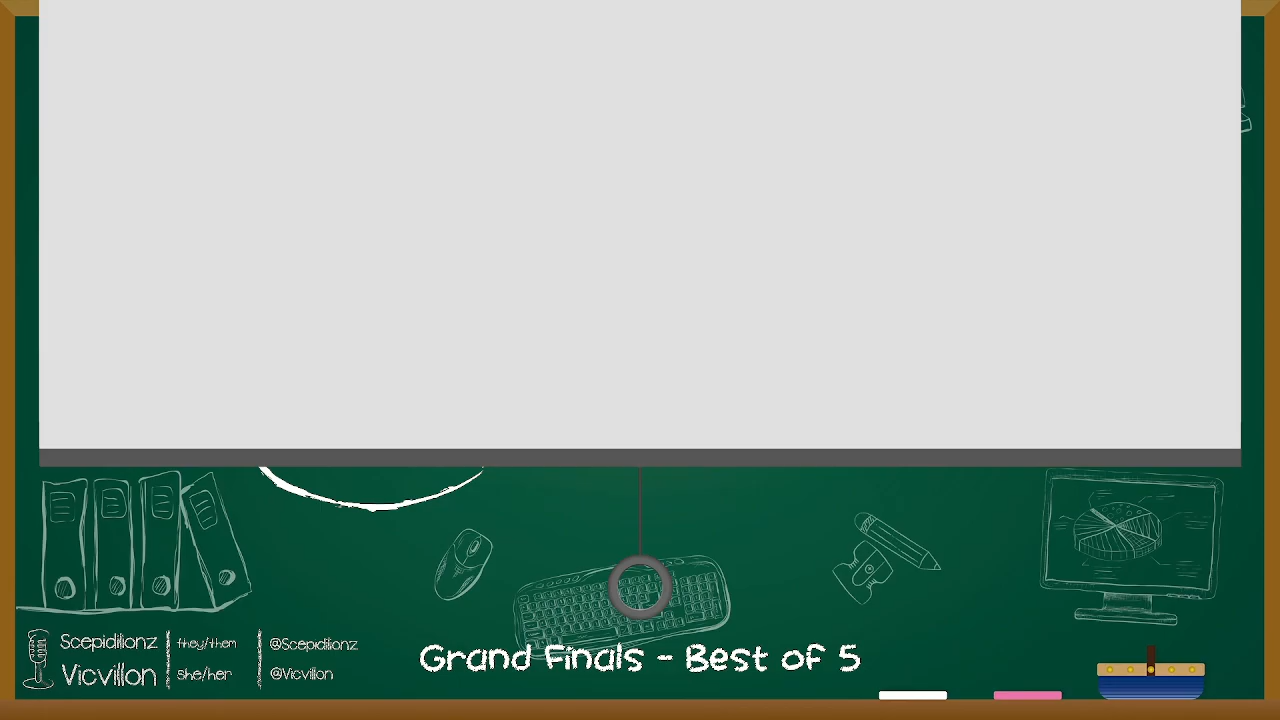 Scepidilionz they/them @Scepidilionz
Vicvillon she/her @Vicvillon
Grand Finals - Best of 5